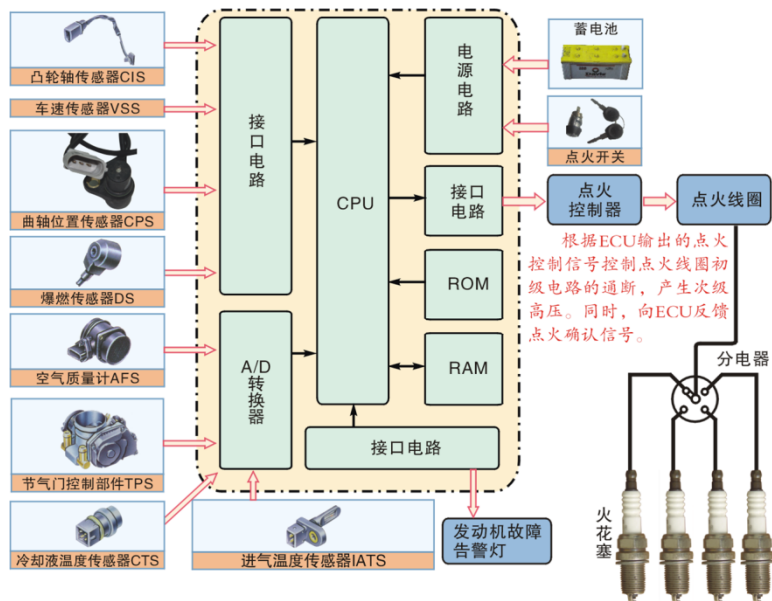 凸轮轴传感器CIS
车速传感器VSS
曲轴位置传感器CPS
爆燃传感器DS
空气质量计AFS
节气门控制部件TPS
冷却液温度传感器CTS
接口电路
A/D
转换器
进气温度传感器IATS
CPU
电源电路
接口
电路
ROM
RAM
接口电路
发动机故障
告警灯
蓄电池
点火开关
点火
控制器
点火线圈
根据ECU输出的点火
控制信号控制点火线圈初
级电路的通断，产生次级
高压。同时，向ECU反馈
点火确认信号。
分电器
火花塞